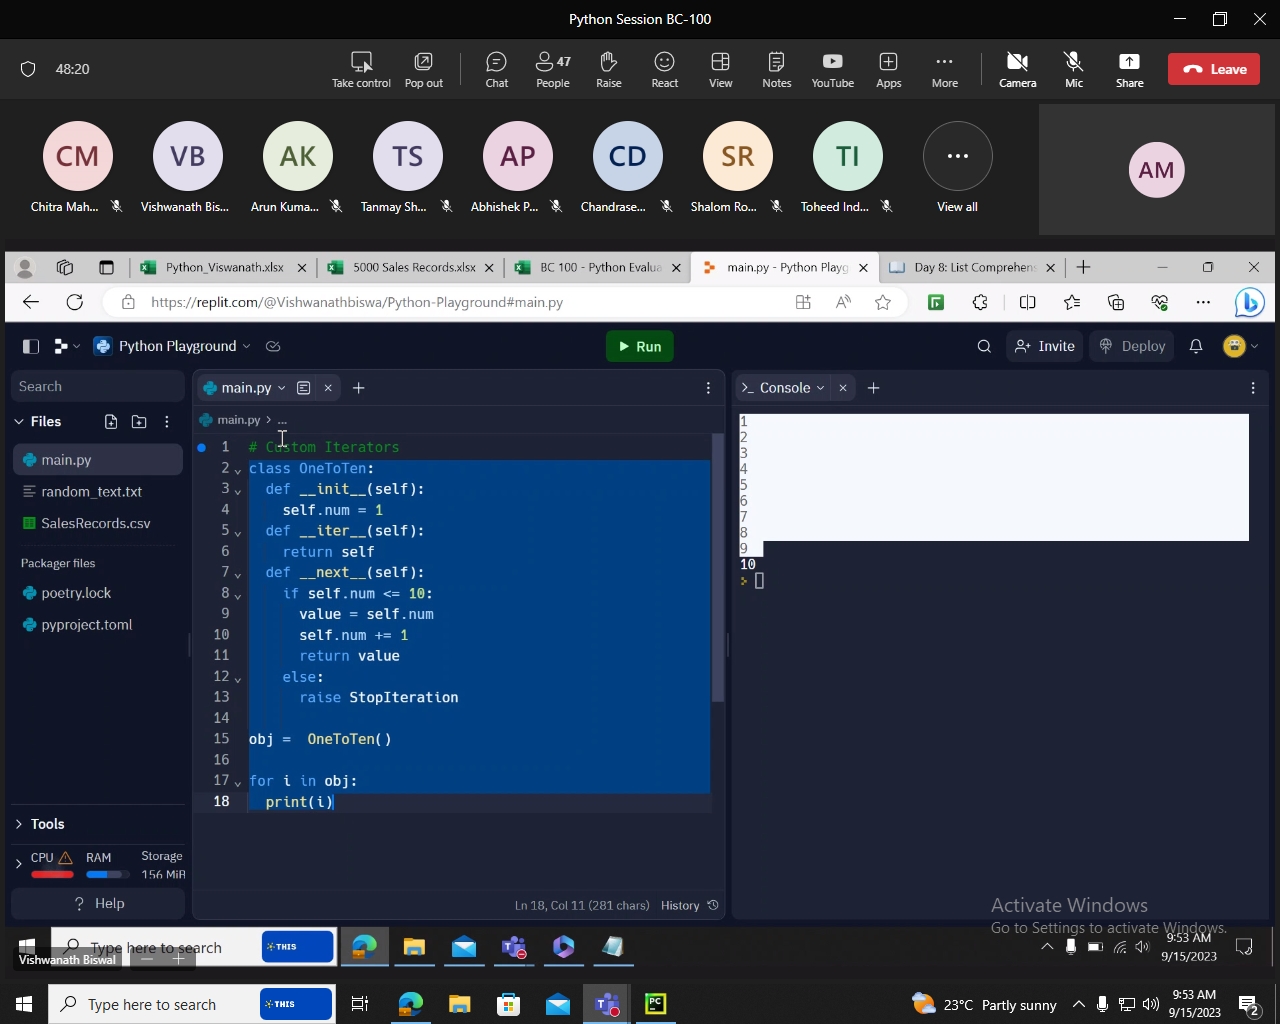 Python Session BC-100
48:20
Take control
Pop out
Chat
47
People
Raise
React
View
Notes
YouTube
Apps
More
Camera
Mic
Share
Leave
CM
VB
AK
TS
AP
CD
SR
TI
AM
Chitra Mah...
Vishwanath Bis...
Arun Kuma...
Tanmay Sh...
Abhishek P...
Chandrase...
Shalom Ro...
Toheed Ind...
View all
Python_Viswanath.xlsx
5000 Sales Records.xlsx
BC 100 - Python Evalua
main.py - Python Playg
Day 8: List Comprehens
https://replit.com/@Vishwanathbiswa/Python-Playground#main.py
Python Playground
Run
Invite
Deploy
Search
Files
main.py
random_text.txt
SalesRecords.csv
Packager files
poetry.lock
pyproject.toml
Tools
CPU
RAM
Storage
156 MiB
Help
main.py
main.py > ...
1 # Custom Iterators
2 class OneToTen:
3 def __init__(self):
4 self.num = 1
5 def __iter__(self):
6 return self
7 def __next__(self):
8 if self.num <= 10:
9 value = self.num
10 self.num += 1
11 return value
12 else:
13 raise StopIteration
14
15 obj = OneToTen()
16
17 for i in obj:
18 print(i)
Ln 18, Col 11 (281 chars) History
Console
1
2
3
4
5
6
7
8
9
10
Activate Windows
Go to Settings to activate Windows.
Type here to search
THIS
9:53 AM
9/15/2023
Vishwanath Biswal
Type here to search
THIS
PC
23°C Partly sunny
9:53 AM
9/15/2023
2